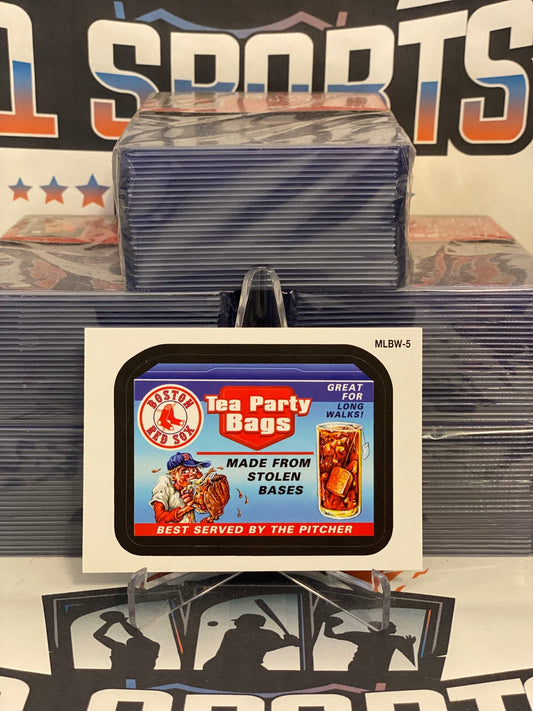 1 SPORTS
MLBW-5
BOSTON
RED SOX
Tea Party
Bags
GREAT
FOR
LONG
WALKS!
MADE FROM
STOLEN
BASES
BEST SERVED BY THE PITCHER